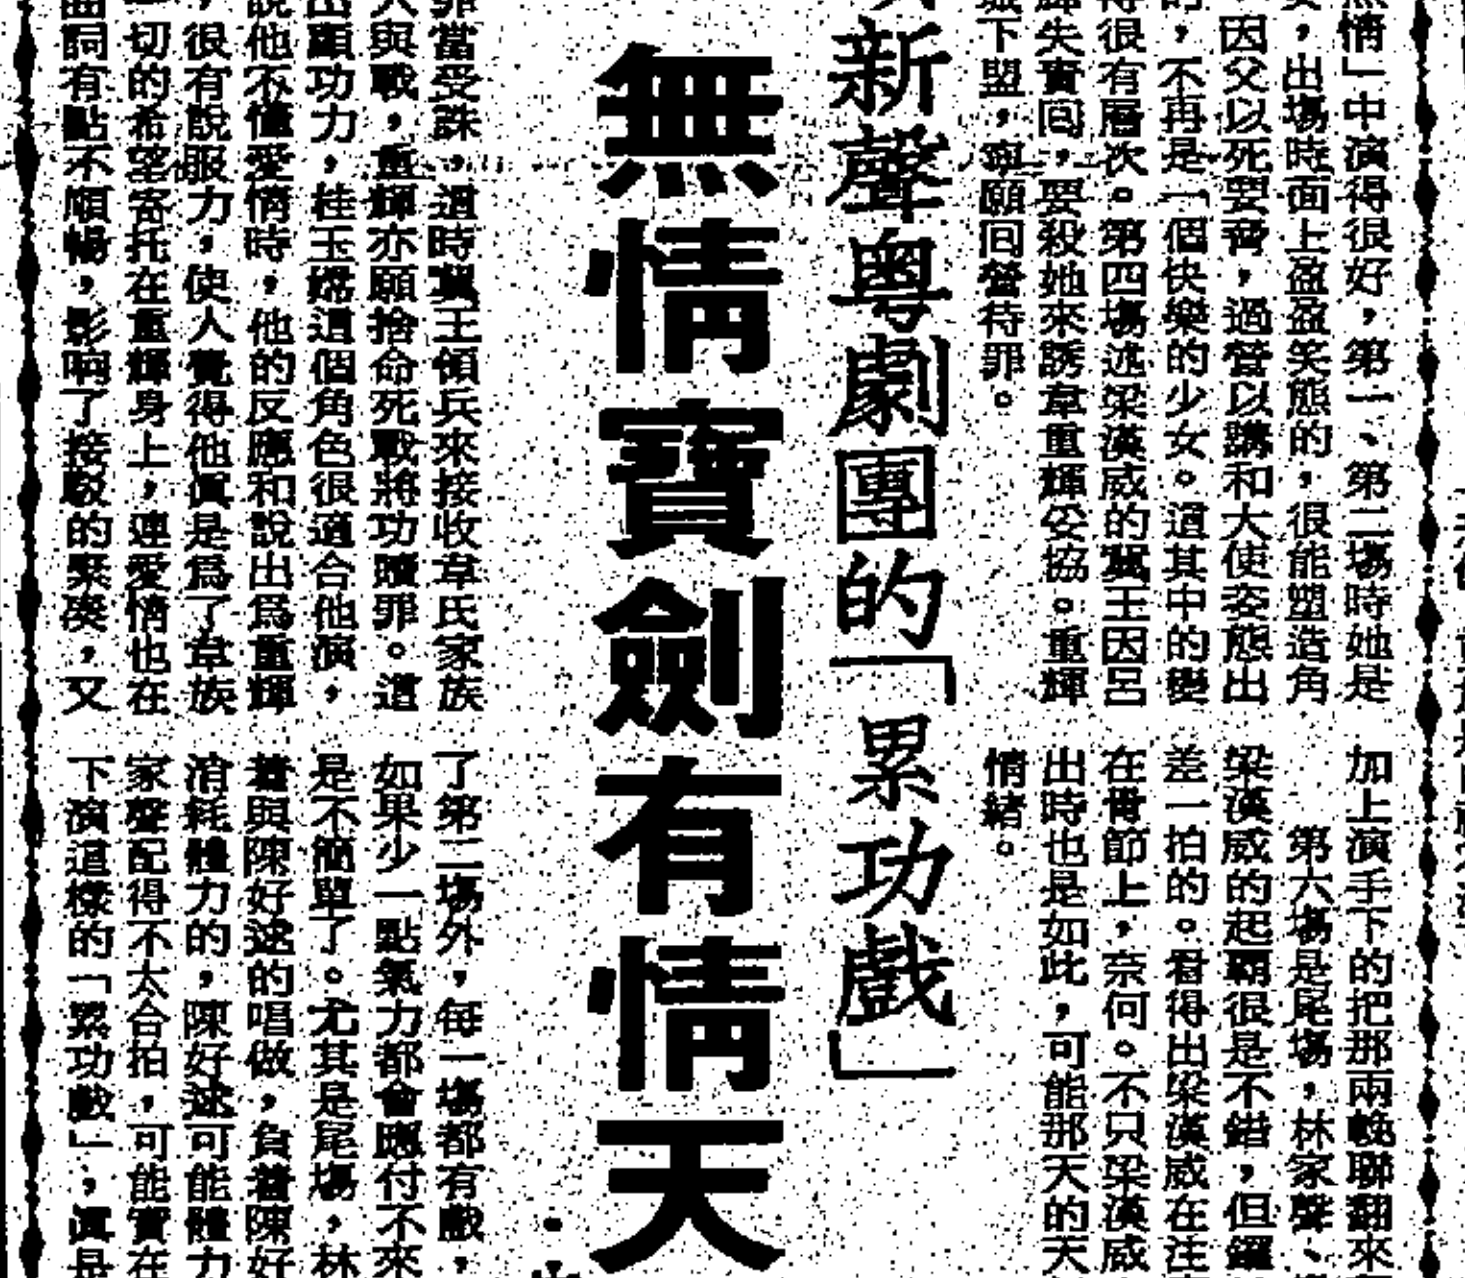 無情」中演得很好，第一、第二場時她是
，出場時面上盈盈笑態的，很能塑造角
因父以死要脅，過營以購和大使姿態出
的，不再是一個快樂的少女。這其中的變
得很有層次。第四場述梁漢威的冀王因呂
輝失實回，要殺她來誘韋重輝妥協。重輝
城下盟，寧願回營待罪。
加上演手下的把那兩晚聯翻來
第六場是尾場，林家聲、
梁漢威的起霸很是不錯，但鑼
差一拍的。看得出梁漢威在注
在骨節上，奈何。不只梁漢威
出時也是如此，可能那天的天
情緒。
新聲粵劇團的「累功戲」
無情寶劍有情天
罪當受誅，這時冀王領兵來接收韋氏家族
與戰，重輝亦願捨命死戰將功贖罪。這
出顯功力，桂玉嫦這個角色很適合他演，
說他不懂愛情時，他的反應和說出為重輝
，很有說服力，使人覺得他眞是為了韋族
一切的希望寄托在重輝身上，連愛情也在
曲詞有點不順暢，影响了接駁的緊湊，又
了第二場外，每一場都有戲，
如果少一點氣力都會應付不來
是不簡單了。尤其是尾場，林
着與陳好逑的唱做，負着陳好
消耗體力的，陳好逑可能體力
家聲配得不太合拍，可能實在
下演這樣的「累功戲」，眞是